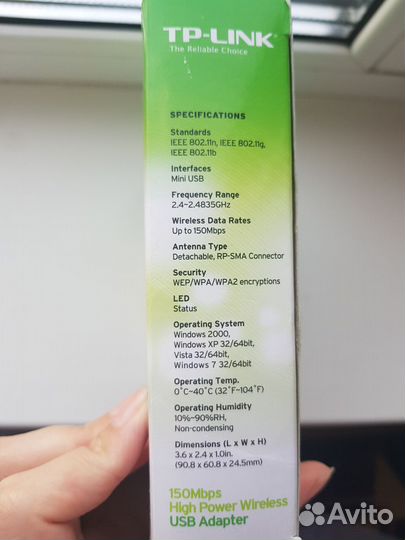 TP-LINK
The Reliable Choice
SPECIFICATIONS
Standards
IEEE 802.11n, IEEE 802.11g,
IEEE 802.11b
Interfaces
Mini USB
Frequency Range
2.4~2.4835GHz
Wireless Data Rates
Up to 150Mbps
Antenna Type
Detachable, RP-SMA Connector
Security
WEP/WPA/WPA2 encryptions
LED
Status
Operating System
Windows 2000,
Windows XP 32/64bit,
Vista 32/64bit,
Windows 7 32/64bit
Operating Temp.
0°C~40°C (32°F~104°F)
Operating Humidity
10%~90%RH,
Non-condensing
Dimensions (L x W x H)
3.6 x 2.4 x 1.0in.
(90.8 x 60.8 x 24.5mm)
150Mbps
High Power Wireless
USB Adapter
Avito